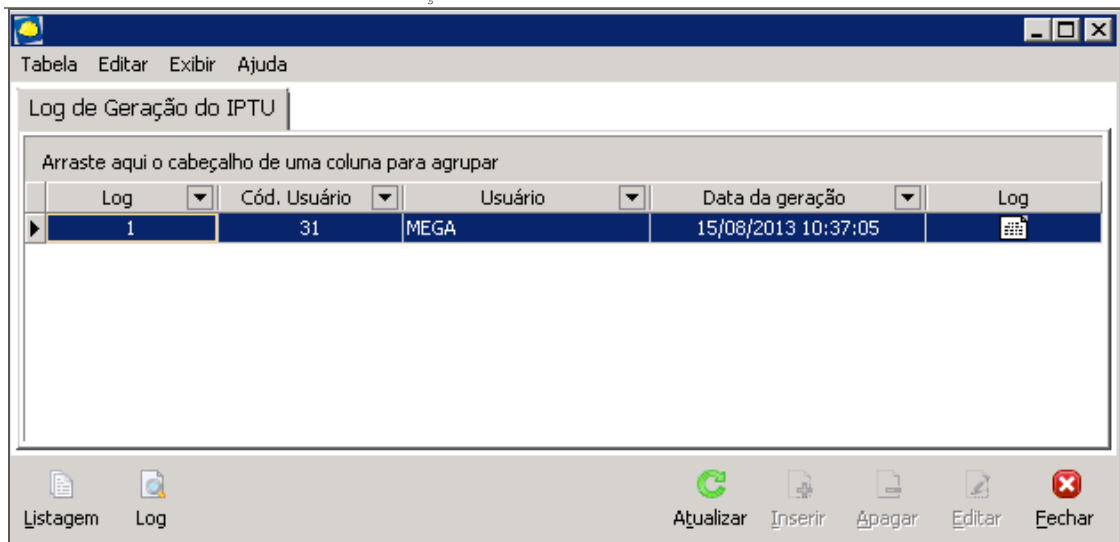 Tabela Editar Exibir Ajuda
Log de Geração do IPTU
Arraste aqui o cabeçalho de uma coluna para agrupar
Log Cód. Usuário Usuário Data da geração Log
1 31 MEGA 15/08/2013 10:37:05
Listagem Log Atualizar Inserir Apagar Editar Fechar